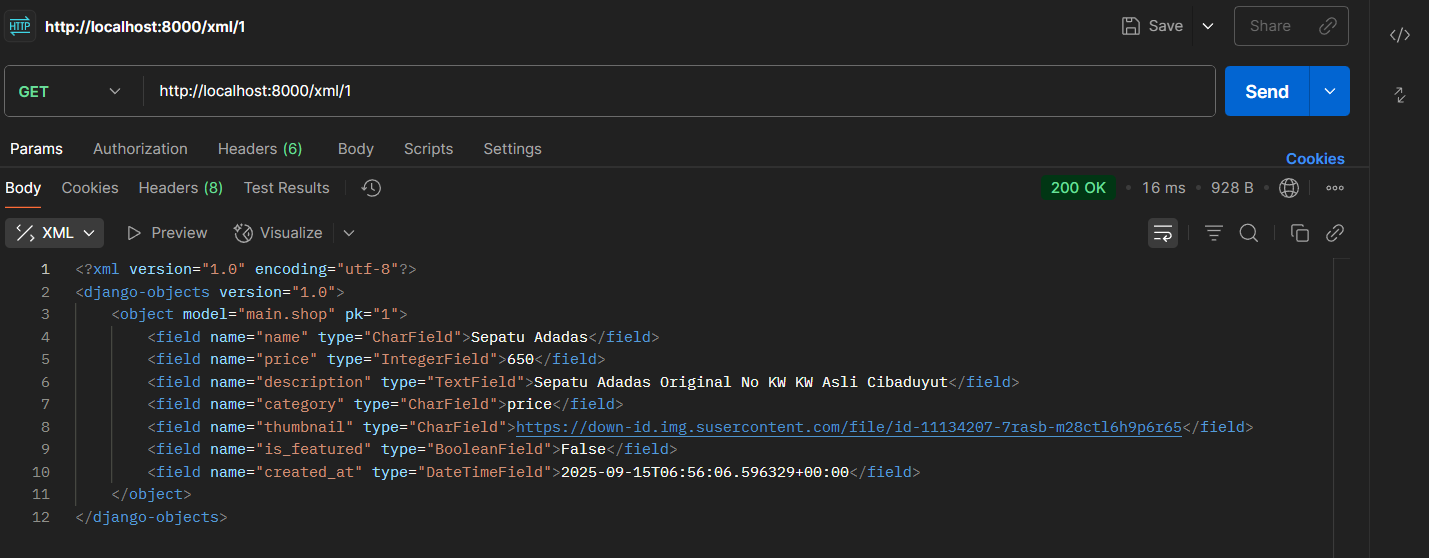 HTTP http://localhost:8000/xml/1 Save Share
GET http://localhost:8000/xml/1 Send
Params Authorization Headers (6) Body Scripts Settings Cookies
Body Cookies Headers (8) Test Results 200 OK • 16 ms • 928 B •
XML Preview Visualize
1 <?xml version="1.0" encoding="utf-8"?>
2 <django-objects version="1.0">
3 <object model="main.shop" pk="1">
4 <field name="name" type="CharField">Sepatu Adadas</field>
5 <field name="price" type="IntegerField">650</field>
6 <field name="description" type="TextField">Sepatu Adadas Original No KW KW Asli Cibaduyut</field>
7 <field name="category" type="CharField">price</field>
8 <field name="thumbnail" type="CharField">https://down-id.img.susercontent.com/file/id-11134207-7rasb-m28ctl6h9p6r65</field>
9 <field name="is_featured" type="BooleanField">False</field>
10 <field name="created_at" type="DateTimeField">2025-09-15T06:56:06.596329+00:00</field>
11 </object>
12 </django-objects>